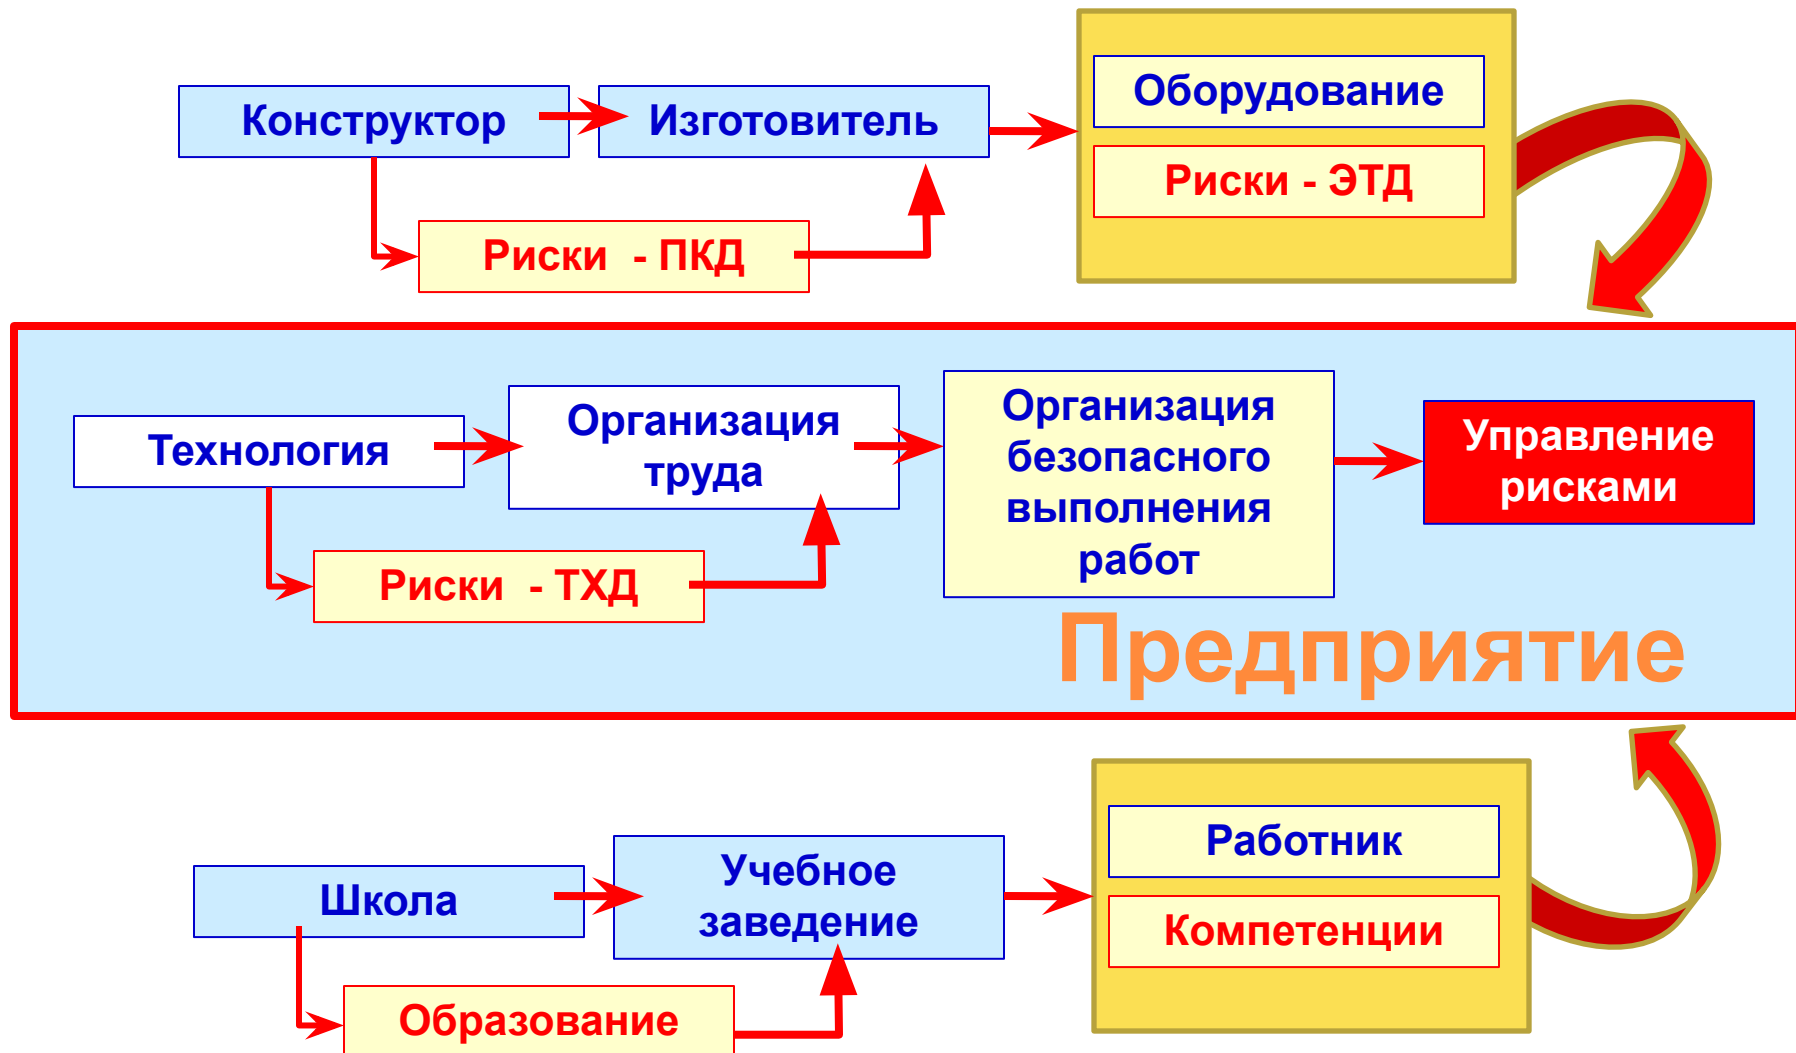 Конструктор
Изготовитель
Оборудование
Риски - ЭТД
Риски - ПКД
Технология
Организация
труда
Организация
безопасного
выполнения
работ
Управление
рисками
Риски - ТХД
Предприятие
Школа
Учебное
заведение
Работник
Компетенции
Образование